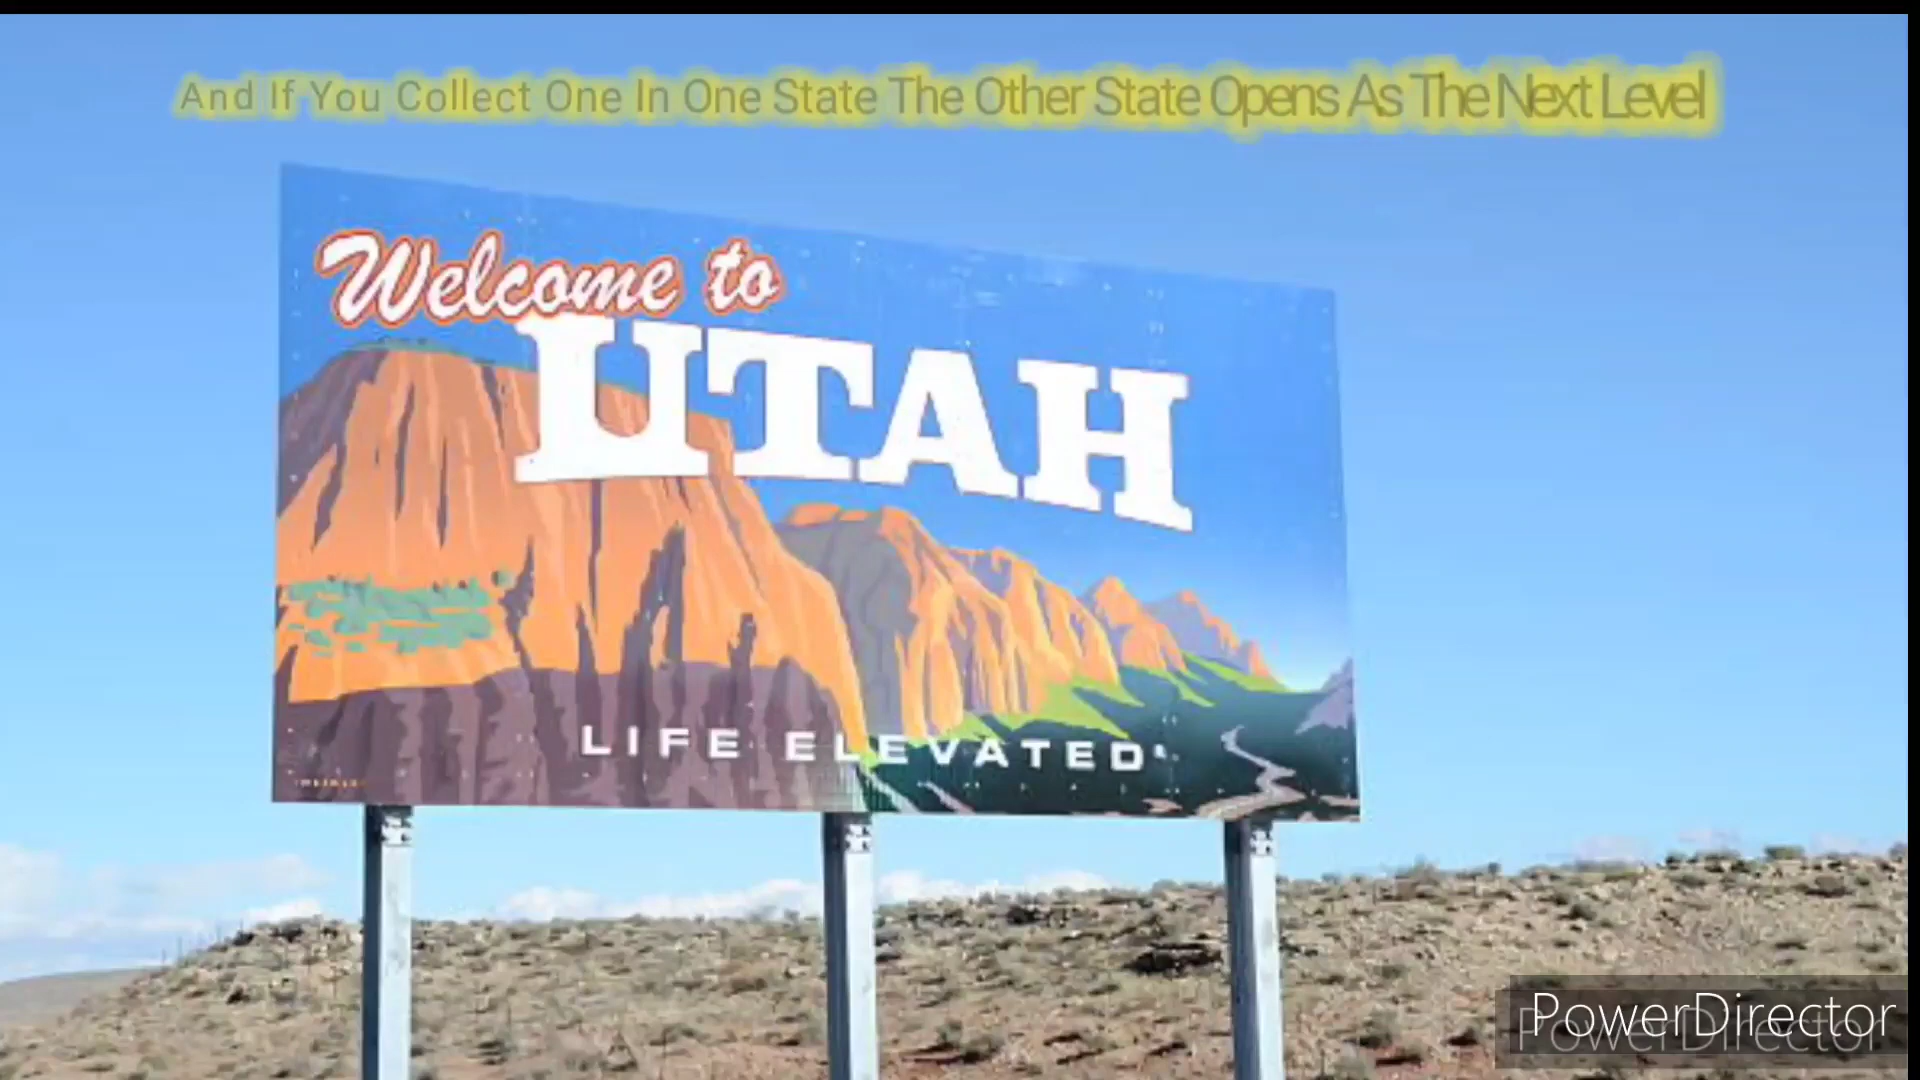 And If You Collect One In One State The Other State Opens As The Next Level
Welcome to
UTAH
LIFE ELEVATED
PowerDirector